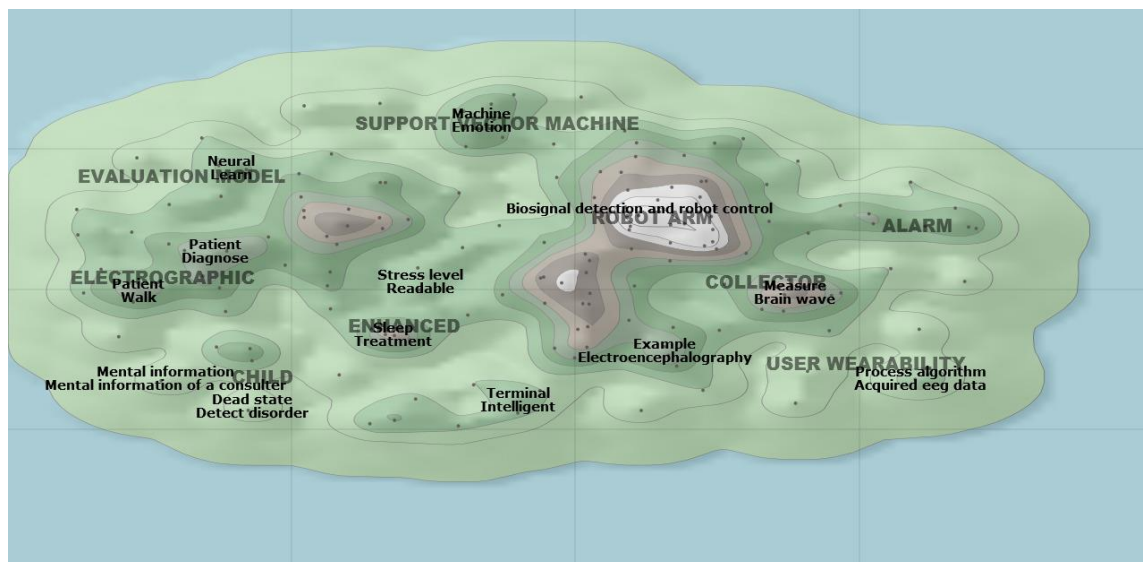 Machine
Emotion
SUPPORT VECTOR MACHINE
Neural
Learn
EVALUATION MODEL
Biosignal detection and robot control
ROBOT ARM
ALARM
Patient
Diagnose
ELECTROGRAPHIC
Patient
Walk
Stress level
Readable
COLLECTOR
Measure
Brain wave
ENHANCED
Sleep
Treatment
Example
Electroencephalography
USER WEARABILITY
Process algorithm
Acquired eeg data
Mental information
Mental information of a consulter
CHILD
Dead state
Detect disorder
Terminal
Intelligent